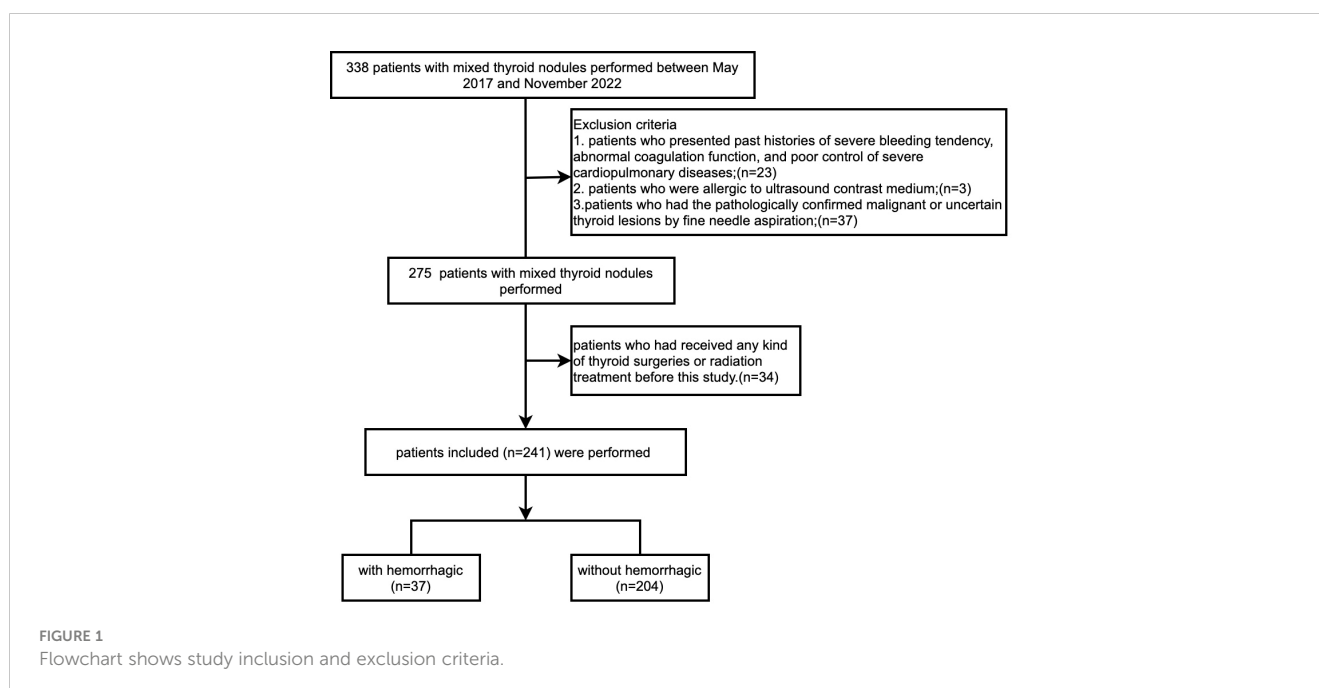 338 patients with mixed thyroid nodules performed between May
2017 and November 2022
Exclusion criteria
1. patients who presented past histories of severe bleeding tendency,
abnormal coagulation function, and poor control of severe
cardiopulmonary diseases;(n=23)
2. patients who were allergic to ultrasound contrast medium;(n=3)
3.patients who had the pathologically confirmed malignant or uncertain
thyroid lesions by fine needle aspiration;(n=37)
275 patients with mixed thyroid nodules
performed
patients who had received any kind
of thyroid surgeries or radiation
treatment before this study.(n=34)
patients included (n=241) were performed
with hemorrhagic
(n=37)
without hemorrhagic
(n=204)
FIGURE 1
Flowchart shows study inclusion and exclusion criteria.